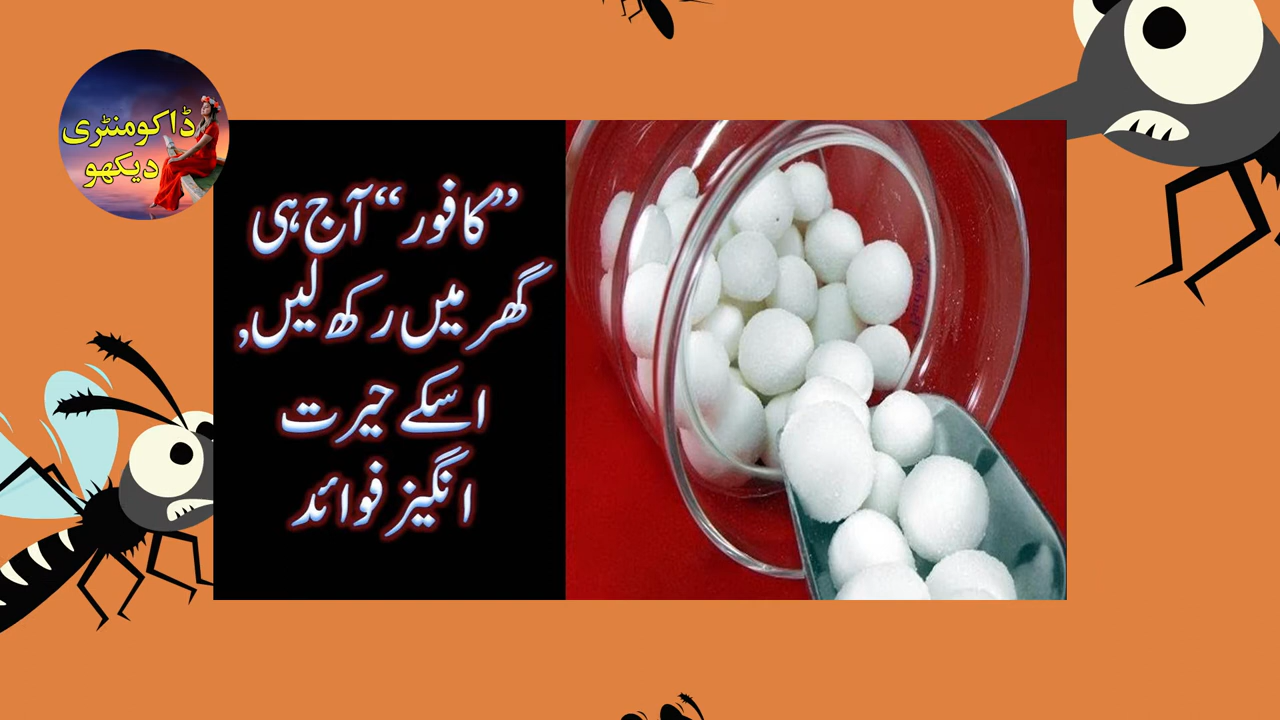 ڈاکومنٹری
دیکھو
”کافور“ آج ہی
گھر میں رکھ لیں,
اسکے حیرت
انگیز فوائد